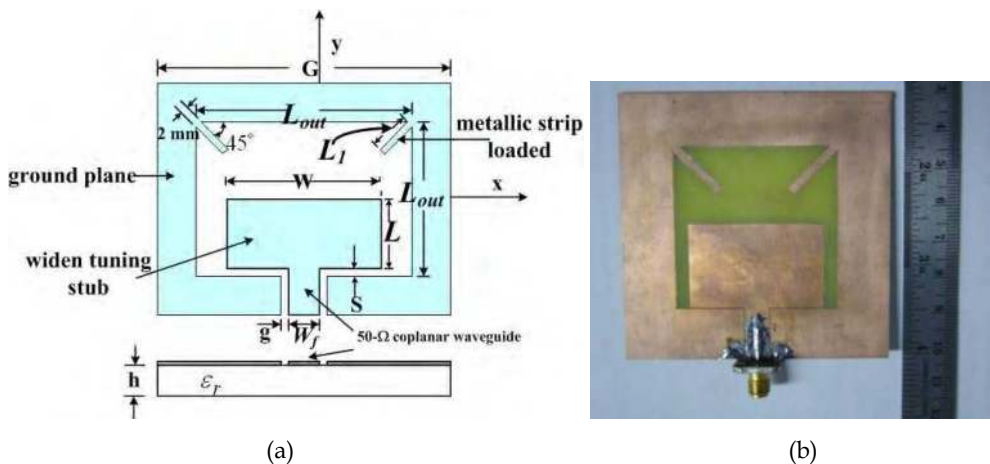 y
G
L_out
2 mm
45°
L_1
metallic strip
loaded
ground plane
W
x
L_out
L
widen tuning
stub
S
g
W_f
50-Ω coplanar waveguide
h
ε_r
(a)
(b)